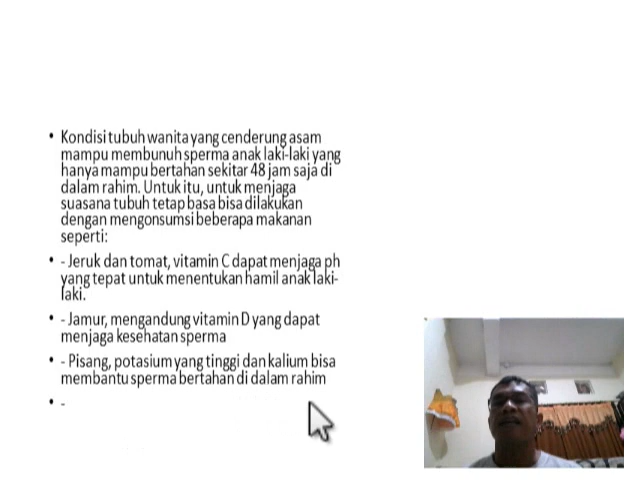 • Kondisi tubuh wanita yang cenderung asam
mampu membunuh sperma anak laki-laki yang
hanya mampu bertahan sekitar 48 jam saja di
dalam rahim. Untuk itu, untuk menjaga
suasana tubuh tetap basa bisa dilakukan
dengan mengonsumsi beberapa makanan
seperti:
• - Jeruk dan tomat, vitamin C dapat menjaga ph
yang tepat untuk menentukan hamil anak laki-
laki.
• - Jamur, mengandung vitamin D yang dapat
menjaga kesehatan sperma
• - Pisang, potasium yang tinggi dan kalium bisa
membantu sperma bertahan di dalam rahim
• -